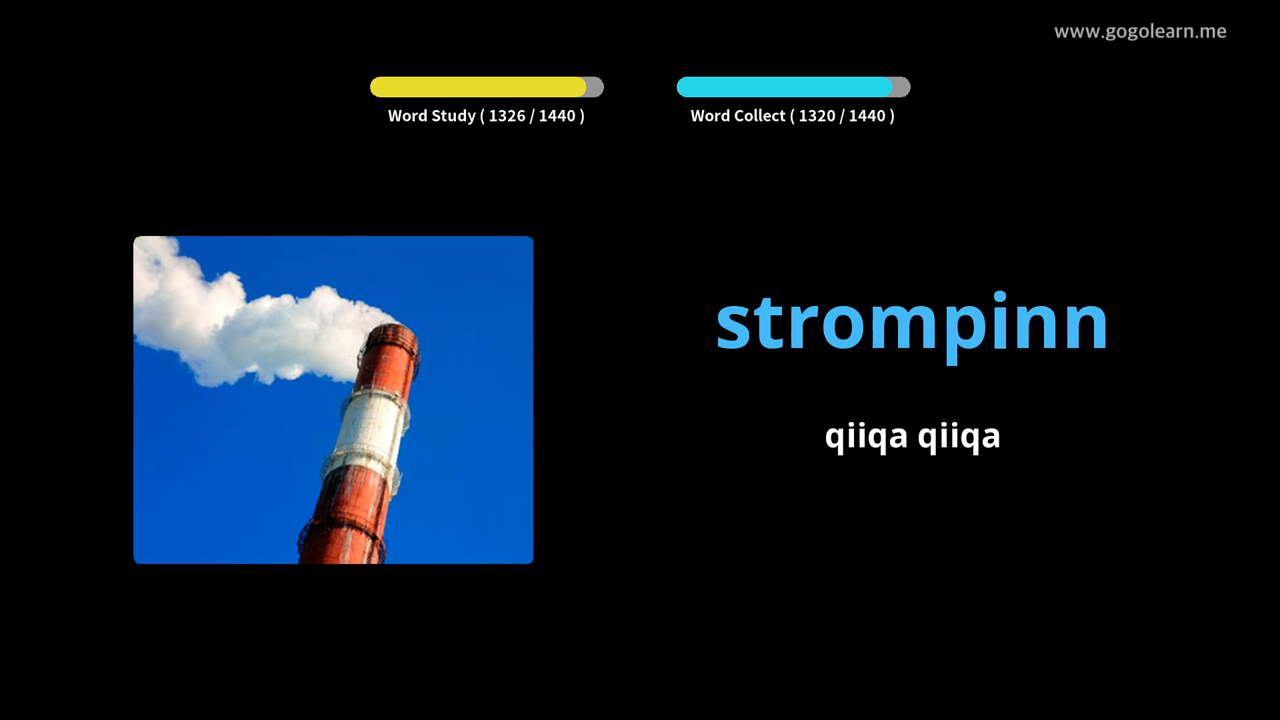 www.gogolearn.me
Word Study ( 1326 / 1440 )
Word Collect ( 1320 / 1440 )
strompinn
qiiqa qiiqa